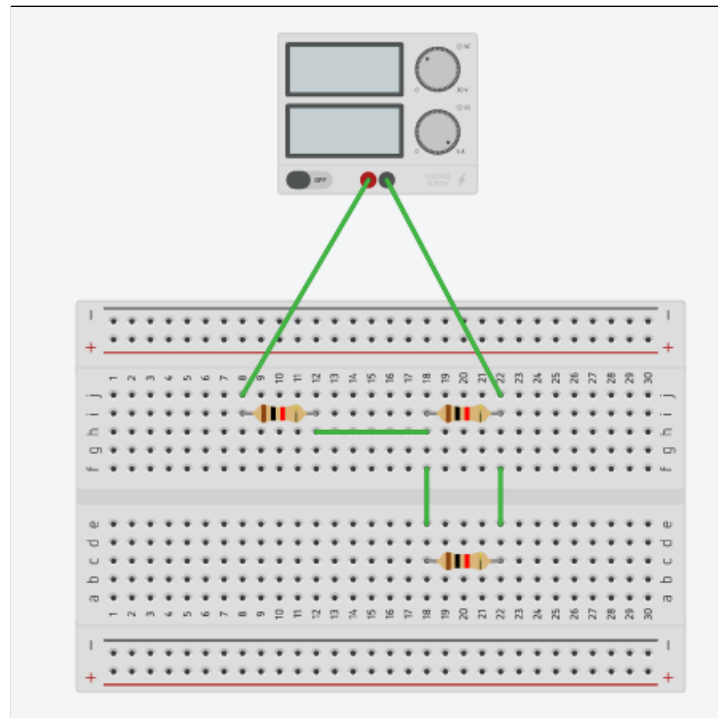 OFF
VOLTAGE
SUPPLY
− −
+ +
1 2 3 4 5 6 7 8 9 10 11 12 13 14 15 16 17 18 19 20 21 22 23 24 25 26 27 28 29 30
j j
i i
h h
g g
f f
e e
d d
c c
b b
a a
1 2 3 4 5 6 7 8 9 10 11 12 13 14 15 16 17 18 19 20 21 22 23 24 25 26 27 28 29 30
− −
+ +